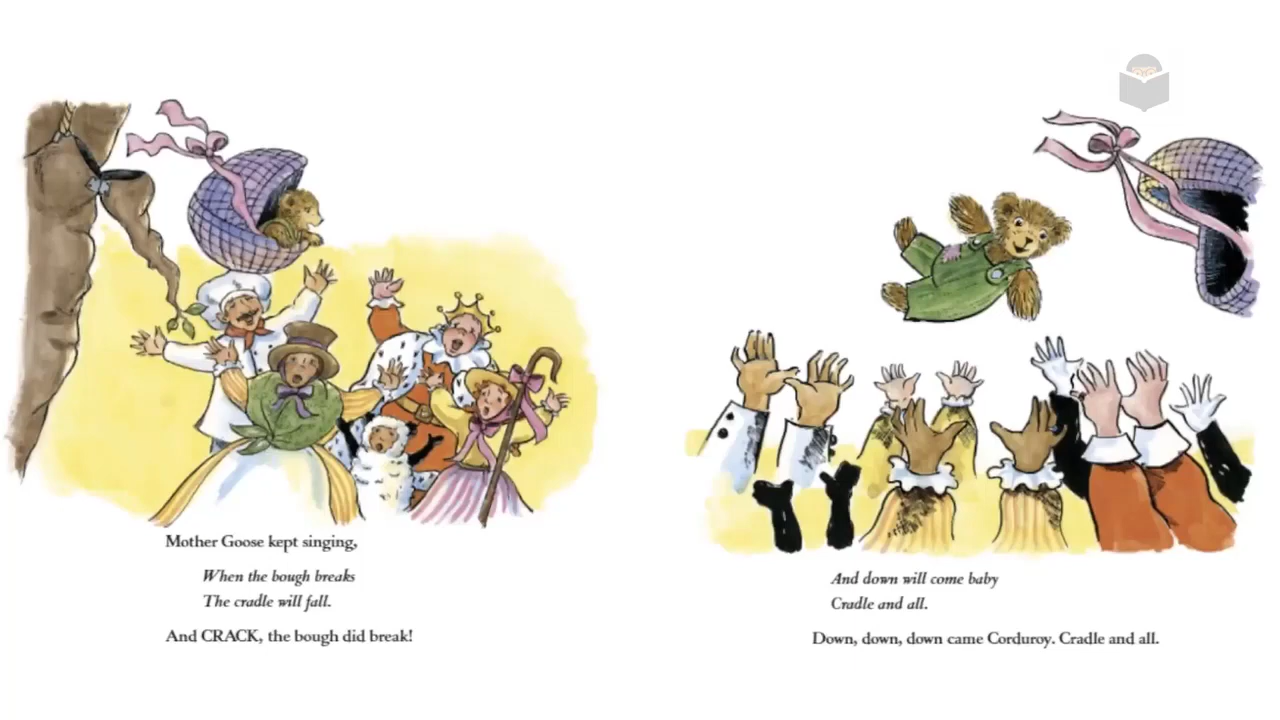 Mother Goose kept singing,
When the bough breaks
The cradle will fall.
And CRACK, the bough did break!
And down will come baby
Cradle and all.
Down, down, down came Corduroy. Cradle and all.